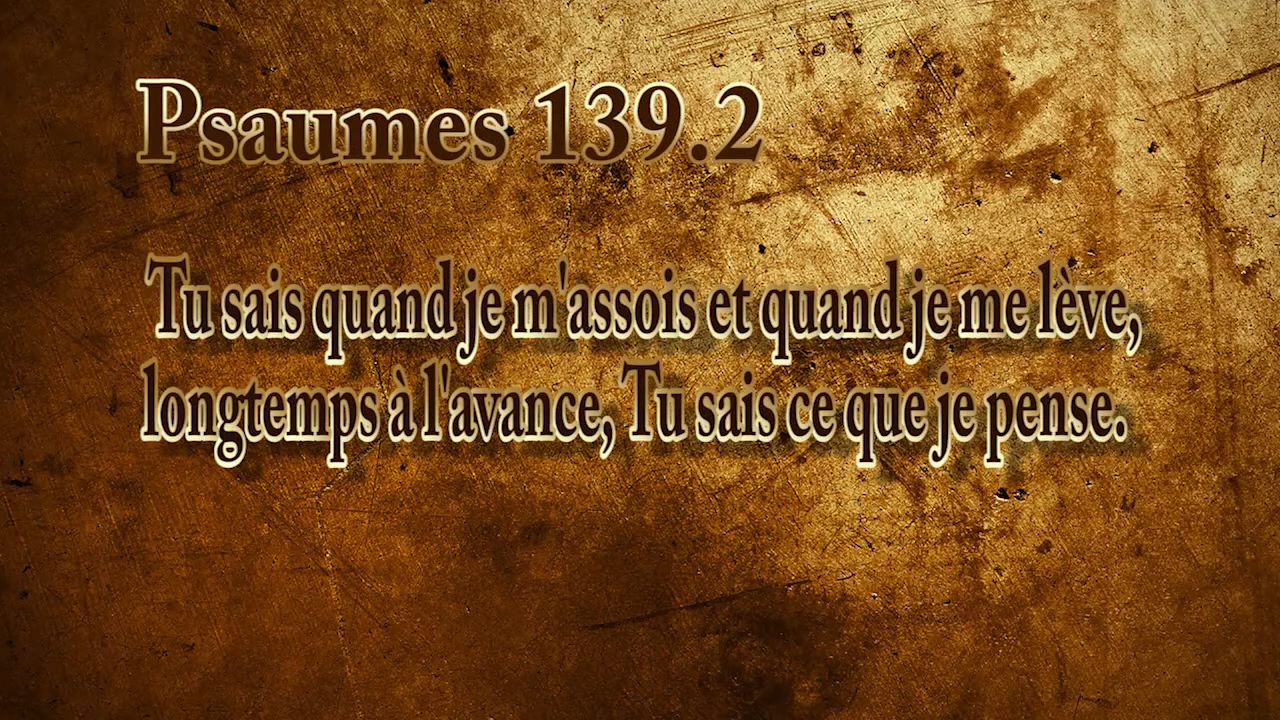 Psaumes 139.2
Tu sais quand je m'assois et quand je me lève,
longtemps à l'avance, Tu sais ce que je pense.